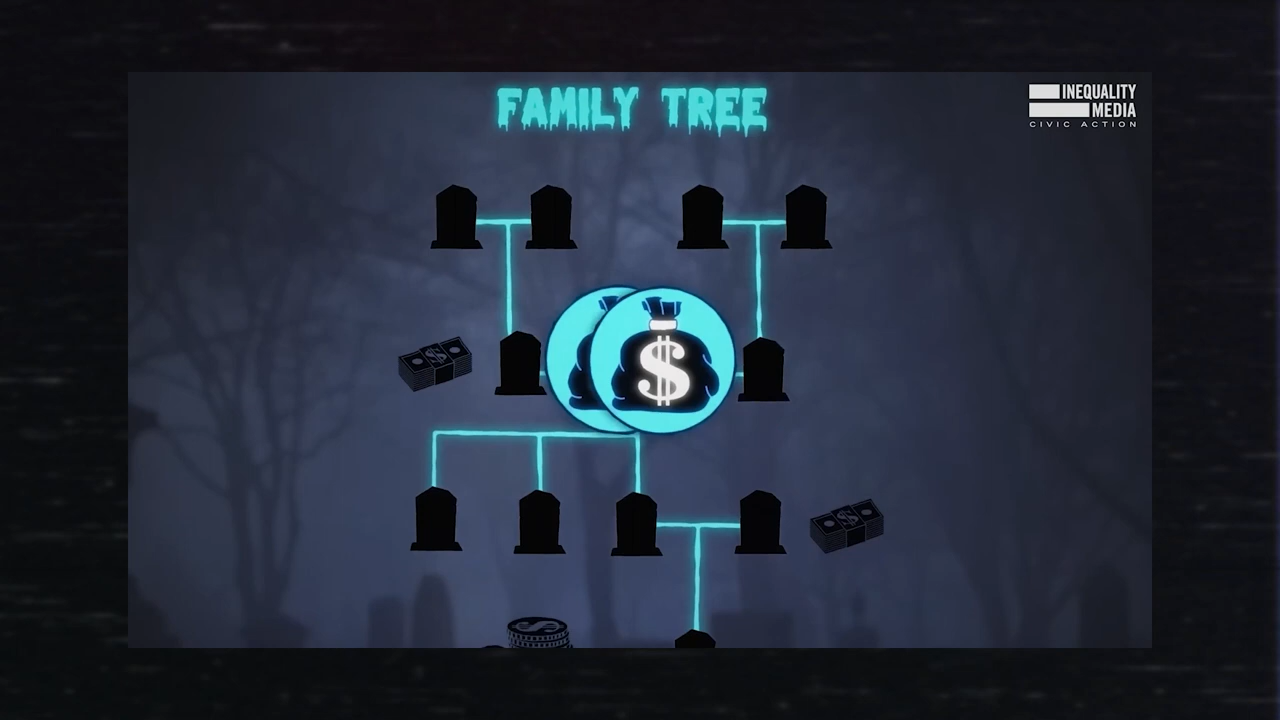 FAMILY TREE
INEQUALITY
MEDIA
CIVIC ACTION
$